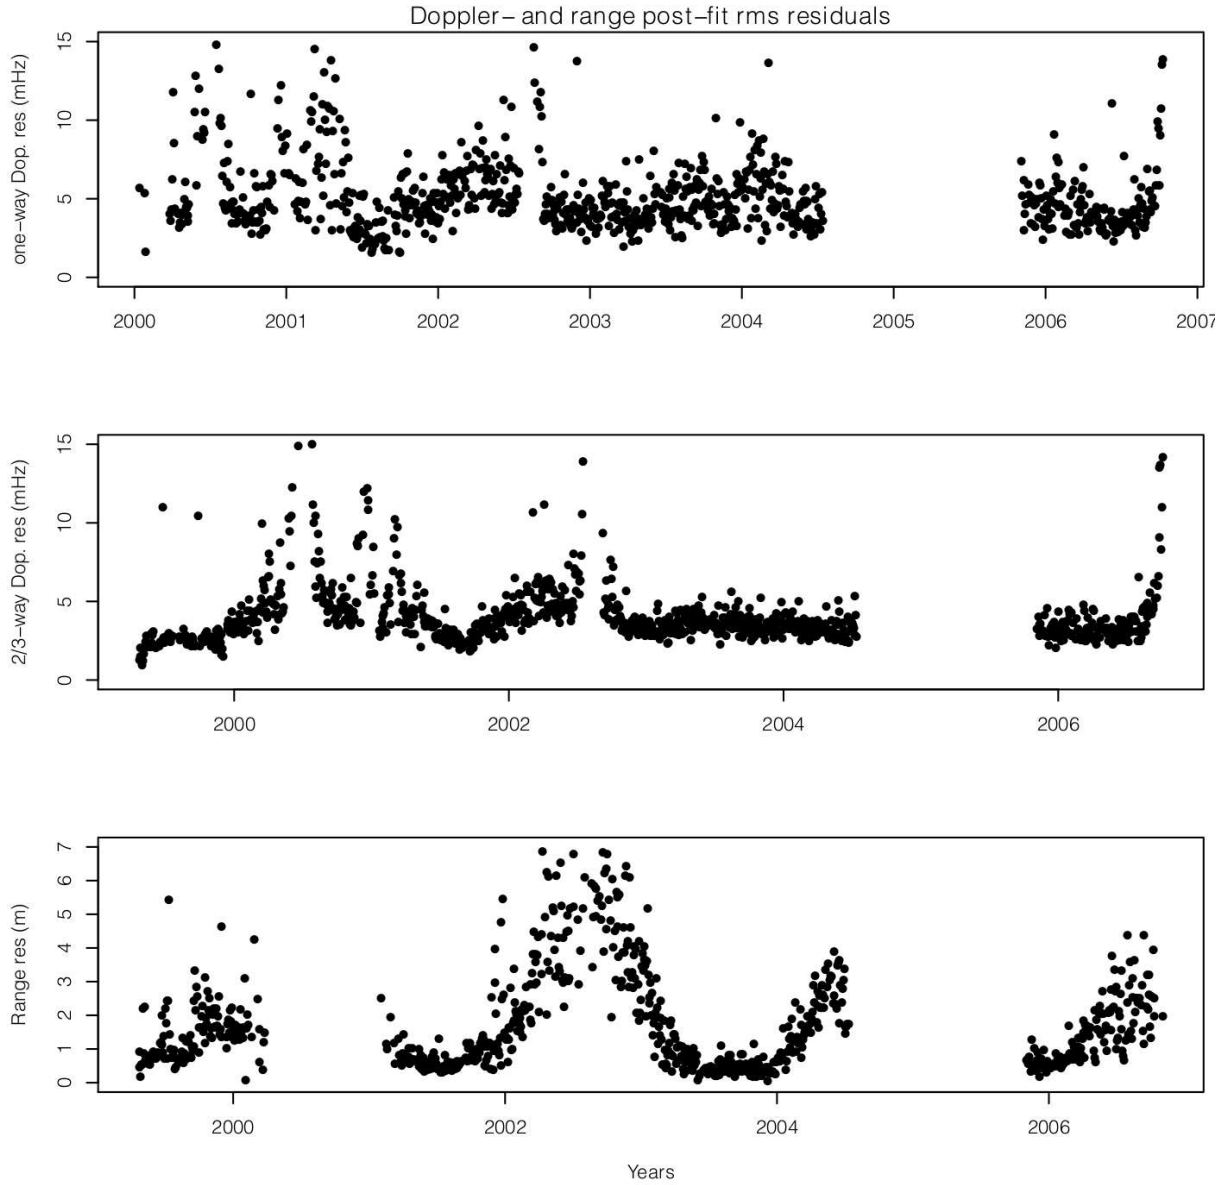 Doppler– and range post–fit rms residuals
one–way Dop. res (mHz)
15
10
5
0
2000 2001 2002 2003 2004 2005 2006 2007
2/3–way Dop. res (mHz)
15
10
5
0
2000 2002 2004 2006
Range res (m)
7
6
5
4
3
2
1
0
2000 2002 2004 2006
Years